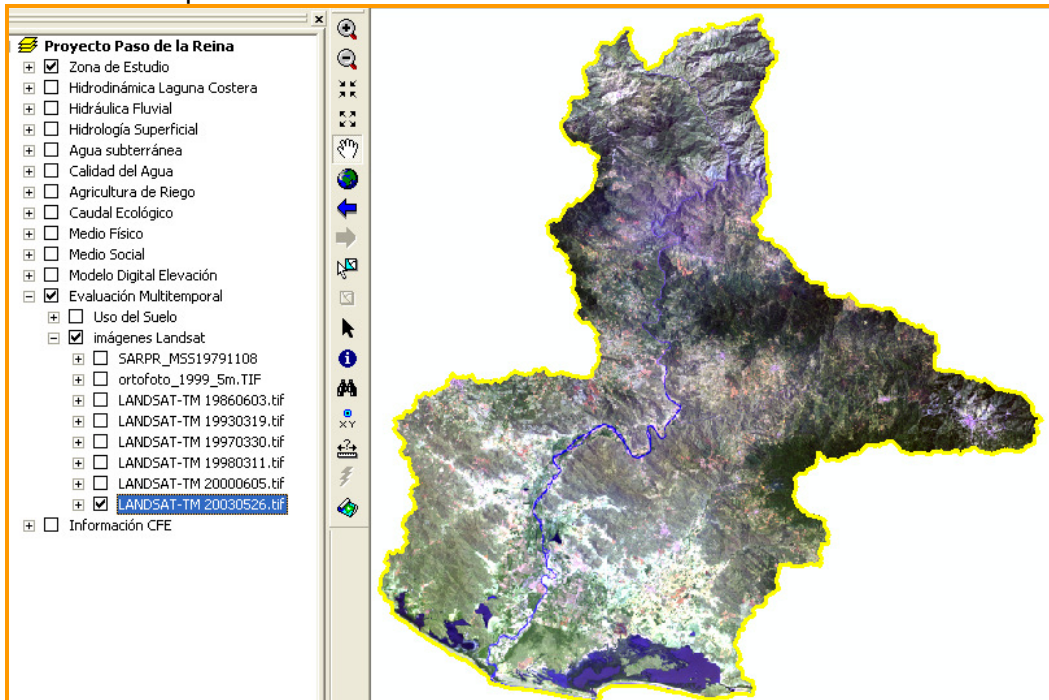 Proyecto Paso de la Reina
Zona de Estudio
Hidrodinámica Laguna Costera
Hidráulica Fluvial
Hidrología Superficial
Agua subterránea
Calidad del Agua
Agricultura de Riego
Caudal Ecológico
Medio Físico
Medio Social
Modelo Digital Elevación
Evaluación Multitemporal
Uso del Suelo
imágenes Landsat
SARPR_MSS19791108
ortofoto_1999_5m.TIF
LANDSAT-TM 19860603.tif
LANDSAT-TM 19930319.tif
LANDSAT-TM 19970330.tif
LANDSAT-TM 19980311.tif
LANDSAT-TM 20000605.tif
LANDSAT-TM 20030526.tif
Información CFE
XY